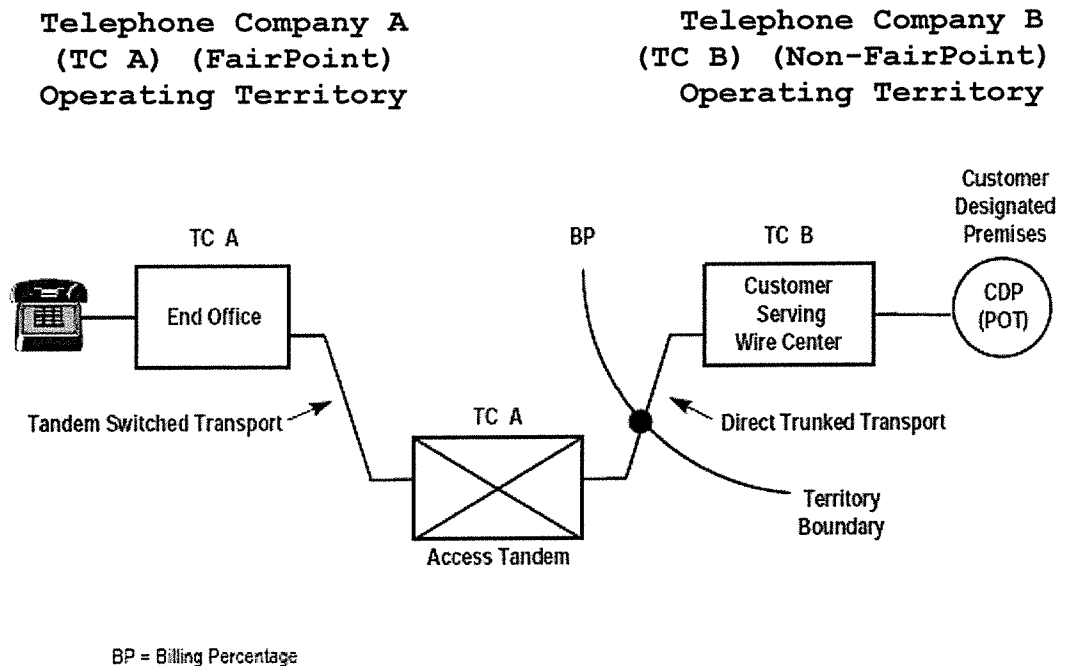 Telephone Company A
(TC A) (FairPoint)
Operating Territory
Telephone Company B
(TC B) (Non-FairPoint)
Operating Territory
Customer
Designated
Premises
TC A
BP
TC B
End Office
Customer
Serving
Wire Center
CDP
(POT)
Tandem Switched Transport
TC A
Direct Trunked Transport
Territory
Boundary
Access Tandem
BP = Billing Percentage